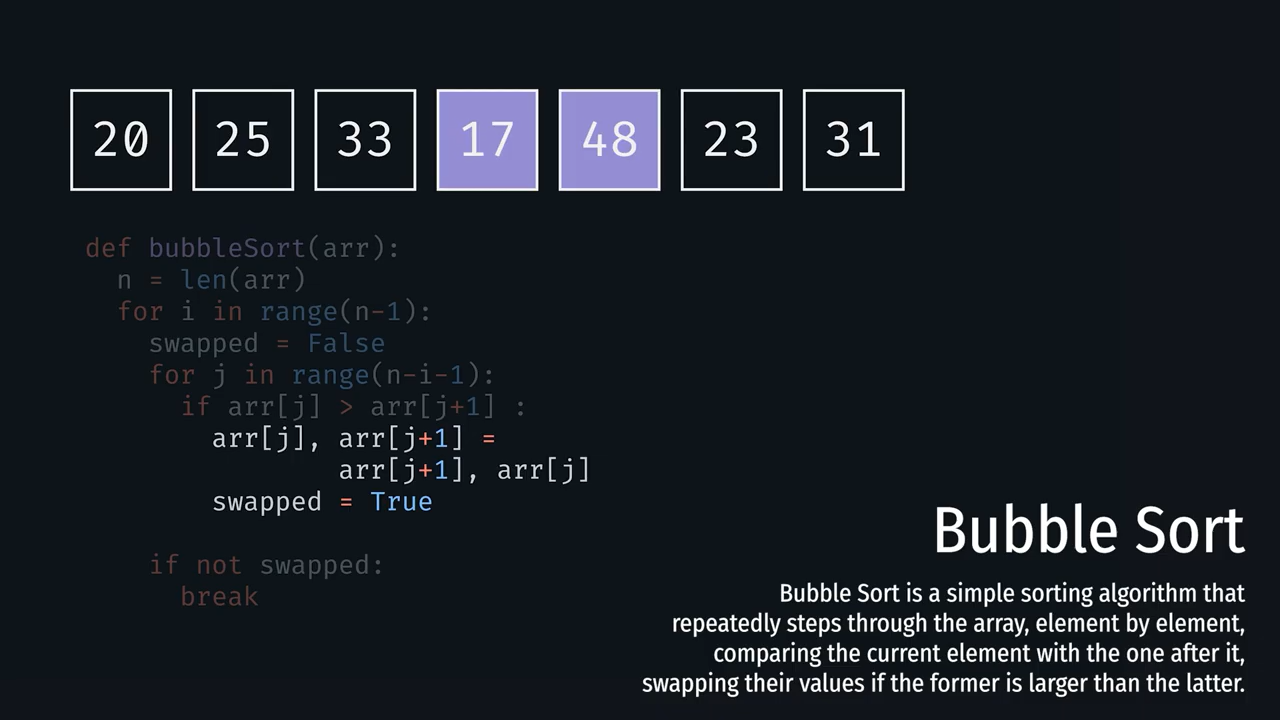 20 25 33 17 48 23 31
def bubbleSort(arr):
  n = len(arr)
  for i in range(n-1):
    swapped = False
    for j in range(n-i-1):
      if arr[j] > arr[j+1] :
        arr[j], arr[j+1] =
                arr[j+1], arr[j]
        swapped = True
    if not swapped:
      break
Bubble Sort
Bubble Sort is a simple sorting algorithm that
repeatedly steps through the array, element by element,
comparing the current element with the one after it,
swapping their values if the former is larger than the latter.